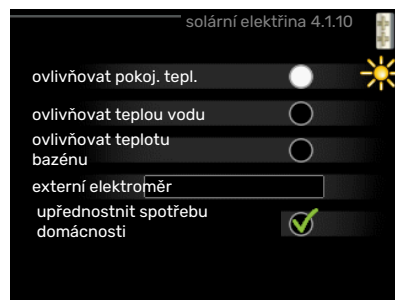 solární elektřina 4.1.10
ovlivňovat pokoj. tepl.
ovlivňovat teplou vodu
ovlivňovat teplotu
bazénu
externí elektroměr
upřednostnit spotřebu
domácnosti